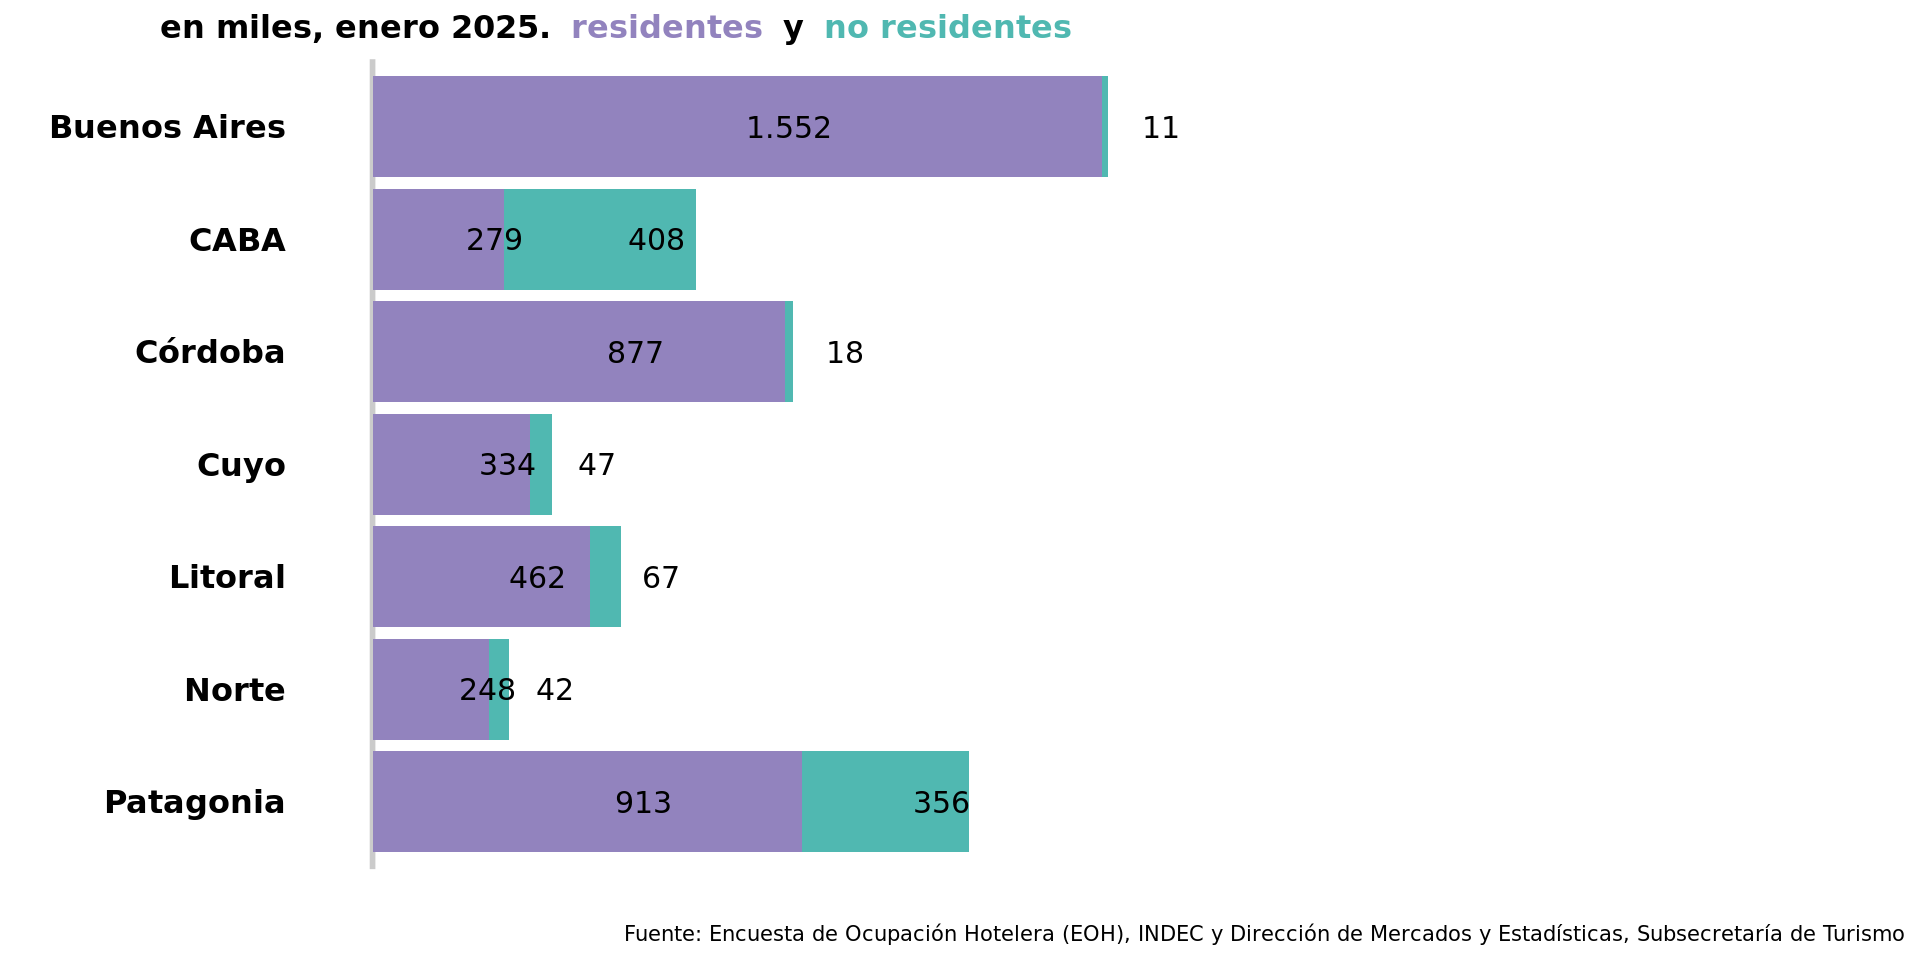 en miles, enero 2025. residentes y no residentes
Buenos Aires 1.552 11
CABA 279 408
Córdoba 877 18
Cuyo 334 47
Litoral 462 67
Norte 248 42
Patagonia 913 356
Fuente: Encuesta de Ocupación Hotelera (EOH), INDEC y Dirección de Mercados y Estadísticas, Subsecretaría de Turismo